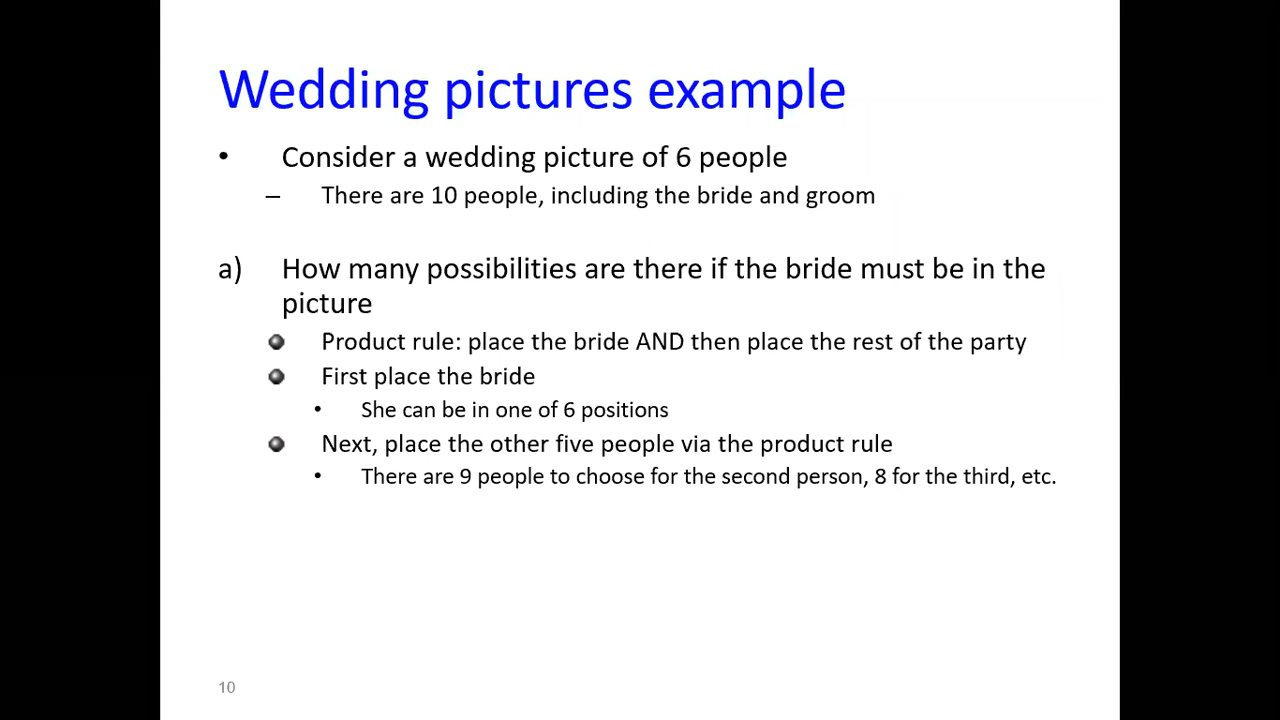 Wedding pictures example
• Consider a wedding picture of 6 people
– There are 10 people, including the bride and groom
a) How many possibilities are there if the bride must be in the
picture
Product rule: place the bride AND then place the rest of the party
First place the bride
• She can be in one of 6 positions
Next, place the other five people via the product rule
• There are 9 people to choose for the second person, 8 for the third, etc.
10